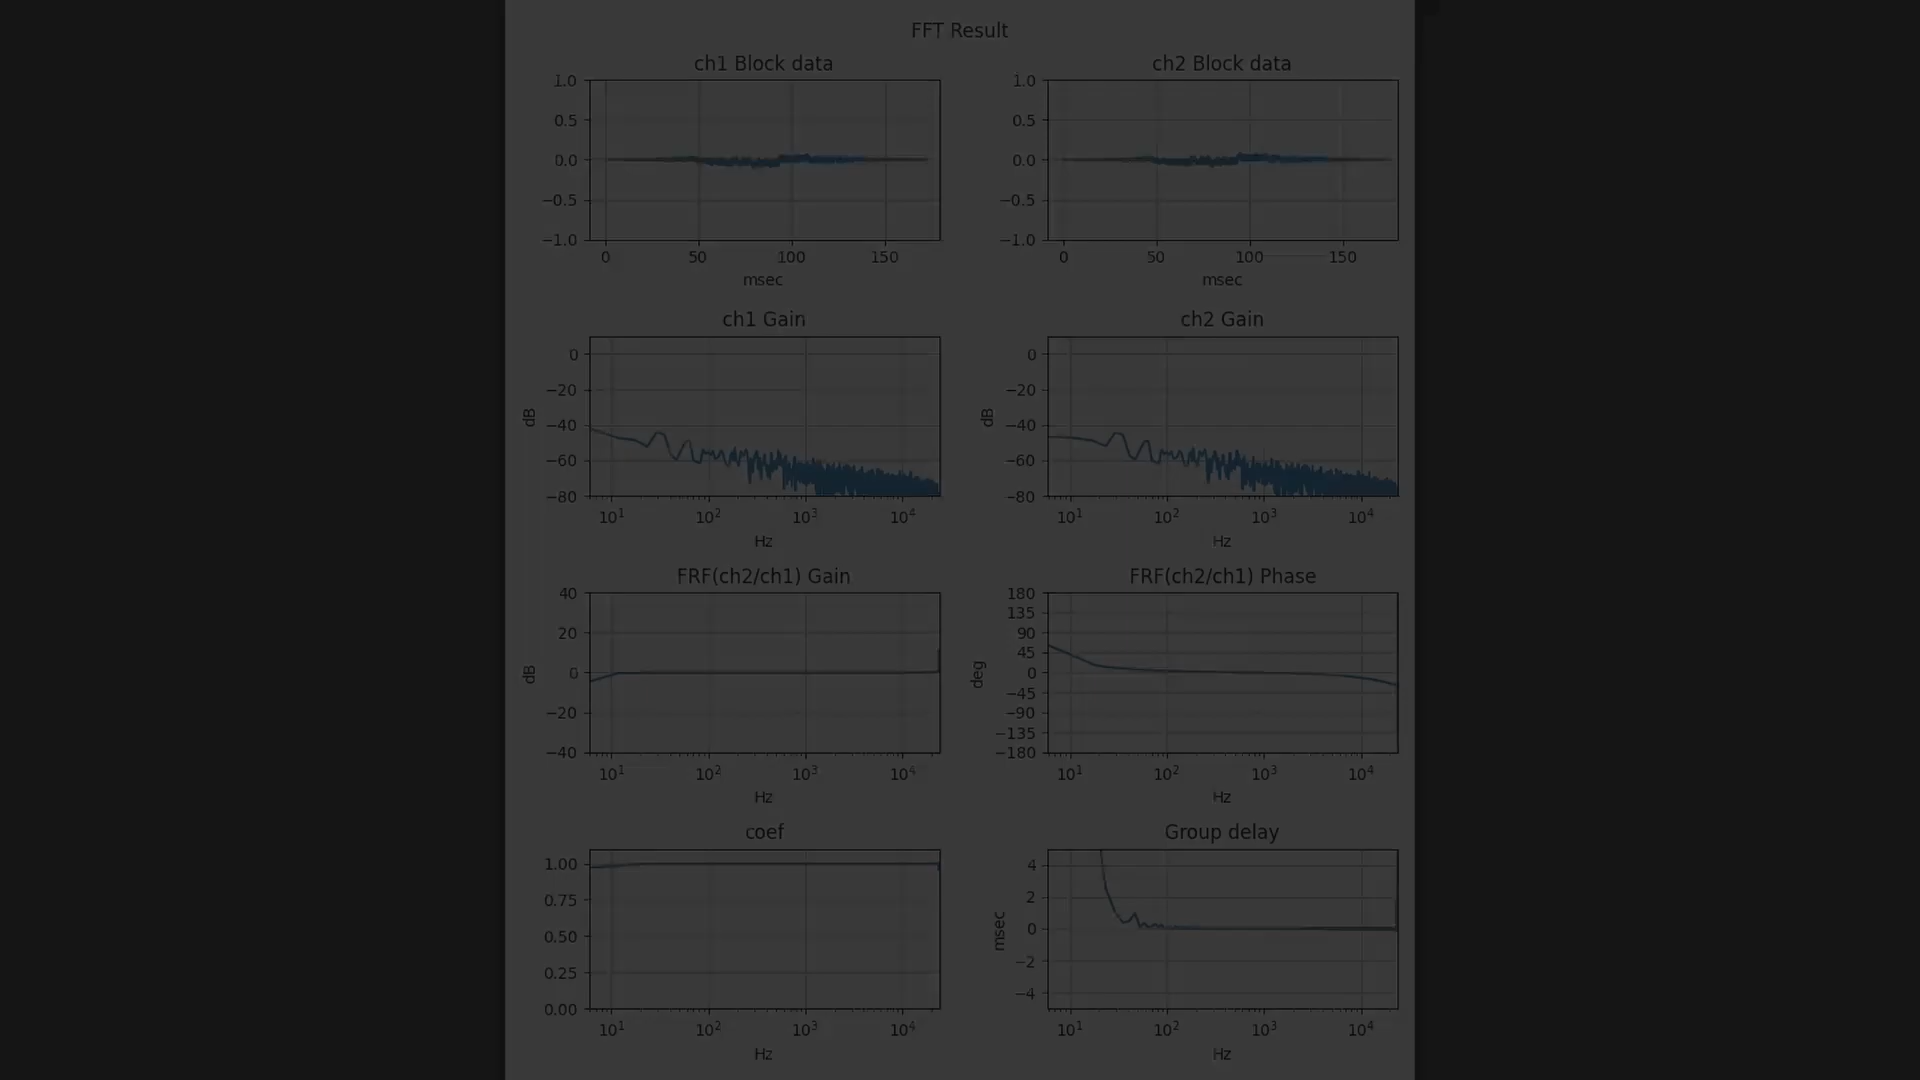 FFT Result
ch1 Block data
1.0
0.5
0.0
−0.5
−1.0
0 50 100 150
msec
ch2 Block data
1.0
0.5
0.0
−0.5
−1.0
0 50 100 150
msec
ch1 Gain
dB
0
−20
−40
−60
−80
10¹ 10² 10³ 10⁴
Hz
ch2 Gain
dB
0
−20
−40
−60
−80
10¹ 10² 10³ 10⁴
Hz
FRF(ch2/ch1) Gain
dB
40
20
0
−20
−40
10¹ 10² 10³ 10⁴
Hz
FRF(ch2/ch1) Phase
deg
180
135
90
45
0
−45
−90
−135
−180
10¹ 10² 10³ 10⁴
Hz
coef
1.00
0.75
0.50
0.25
0.00
10¹ 10² 10³ 10⁴
Hz
Group delay
msec
4
2
0
−2
−4
10¹ 10² 10³ 10⁴
Hz